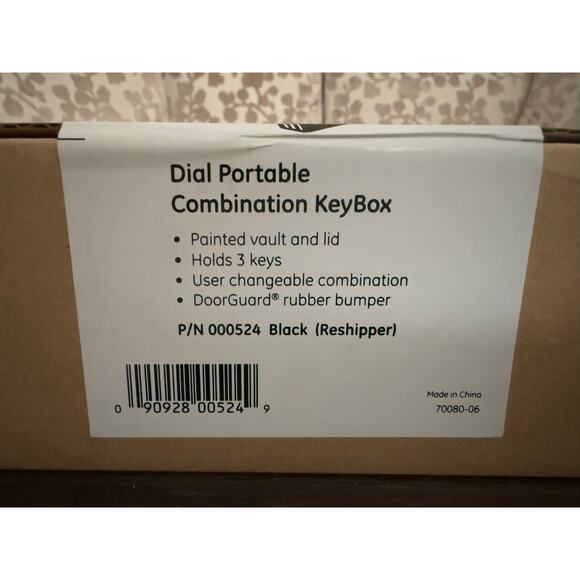 Dial Portable
Combination KeyBox
• Painted vault and lid
• Holds 3 keys
• User changeable combination
• DoorGuard® rubber bumper
P/N 000524 Black (Reshipper)
0 90928 00524 9
Made in China
70080-06